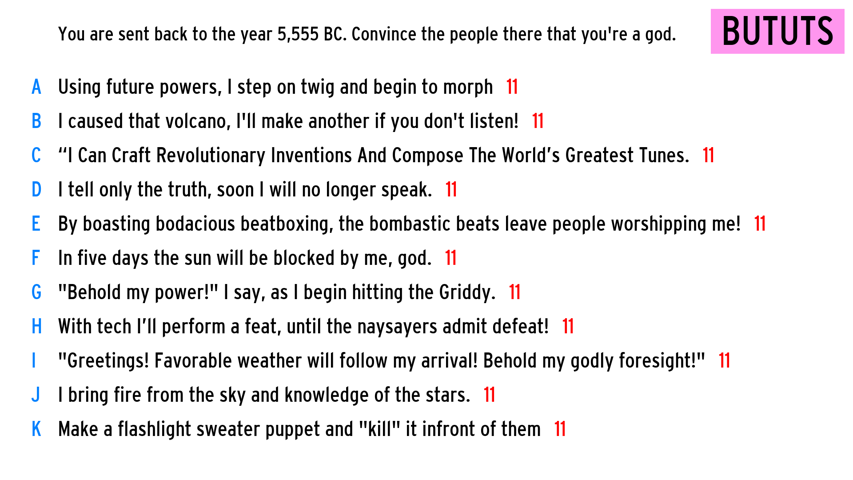 You are sent back to the year 5,555 BC. Convince the people there that you're a god.
BUTUTS
A Using future powers, I step on twig and begin to morph 11
B I caused that volcano, I'll make another if you don't listen! 11
C “I Can Craft Revolutionary Inventions And Compose The World’s Greatest Tunes. 11
D I tell only the truth, soon I will no longer speak. 11
E By boasting bodacious beatboxing, the bombastic beats leave people worshipping me! 11
F In five days the sun will be blocked by me, god. 11
G "Behold my power!" I say, as I begin hitting the Griddy. 11
H With tech I’ll perform a feat, until the naysayers admit defeat! 11
I "Greetings! Favorable weather will follow my arrival! Behold my godly foresight!" 11
J I bring fire from the sky and knowledge of the stars. 11
K Make a flashlight sweater puppet and "kill" it infront of them 11